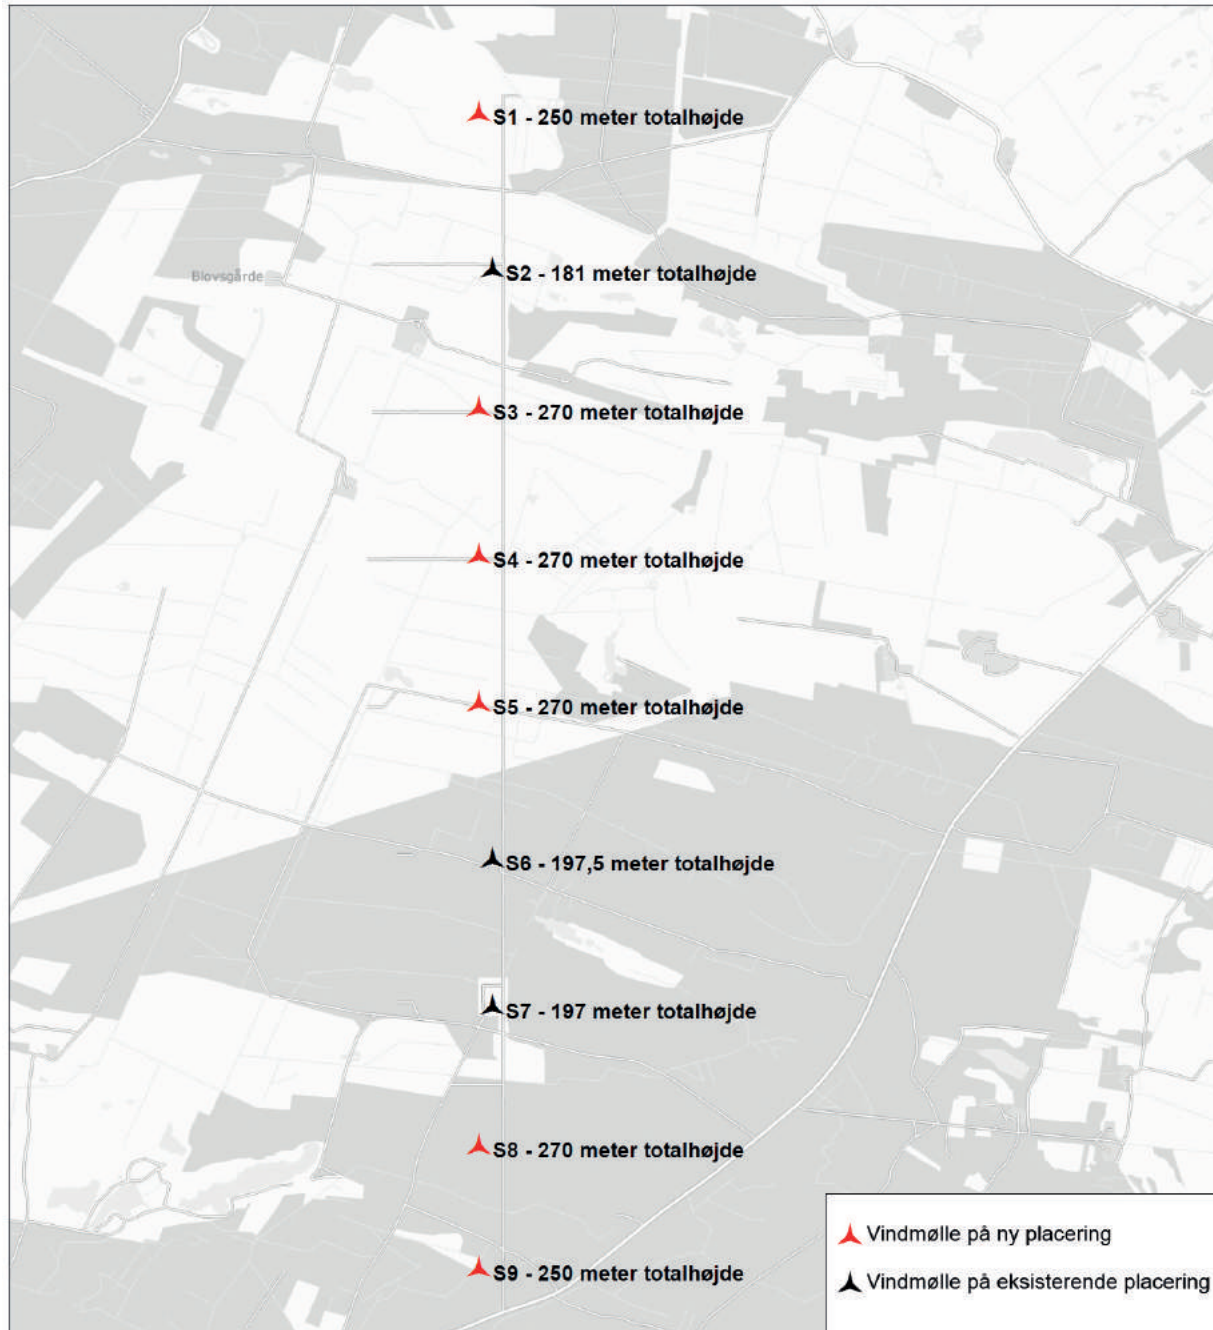 S1 - 250 meter totalhøjde
S2 - 181 meter totalhøjde
Blovsgårde
S3 - 270 meter totalhøjde
S4 - 270 meter totalhøjde
S5 - 270 meter totalhøjde
S6 - 197,5 meter totalhøjde
S7 - 197 meter totalhøjde
S8 - 270 meter totalhøjde
S9 - 250 meter totalhøjde
Vindmølle på ny placering
Vindmølle på eksisterende placering